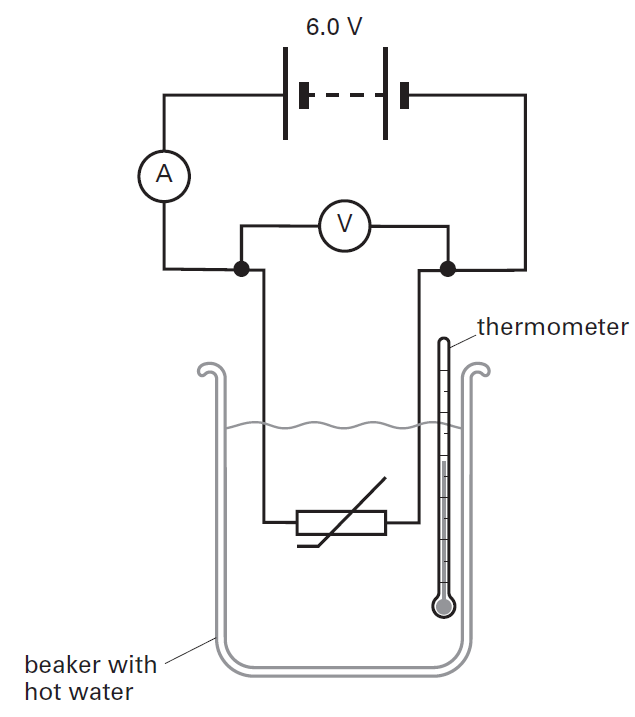 6.0 V
A
V
thermometer
beaker with
hot water